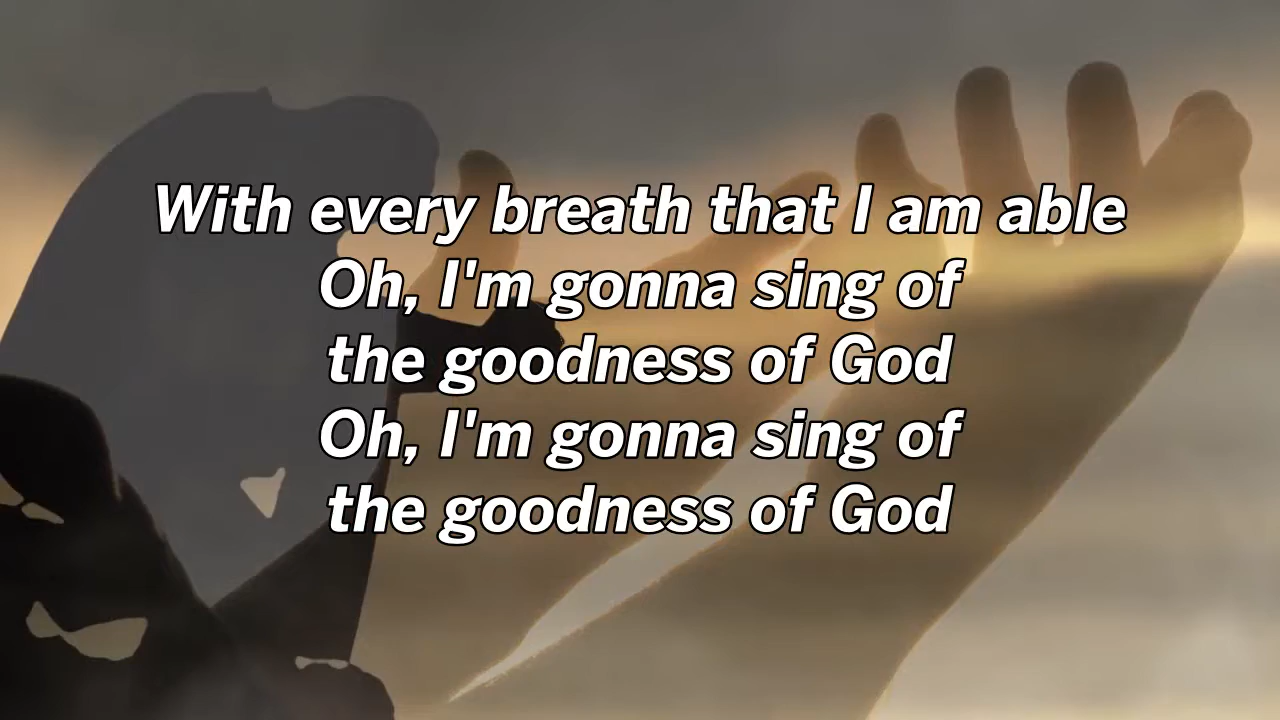 With every breath that I am able
Oh, I'm gonna sing of
the goodness of God
Oh, I'm gonna sing of
the goodness of God